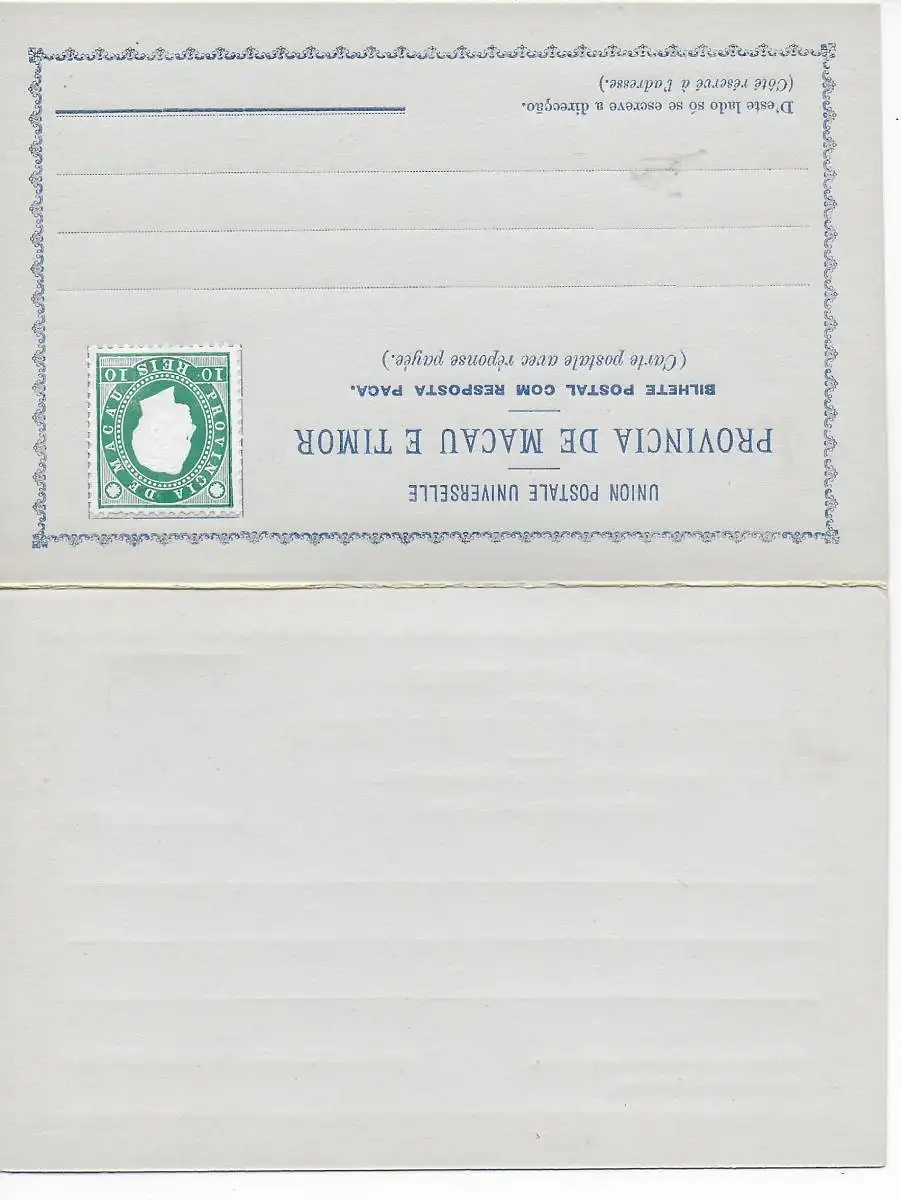 UNION POSTALE UNIVERSELLE
PROVINCIA DE MACAU E TIMOR
BILHETE POSTAL COM RESPOSTA PAGA.
(Carte postale avec réponse payée.)
PROVINCIA DE MACAU
10 REIS 10
D'este lado só se escreve a direcção.
(Côté réservé à l'adresse.)